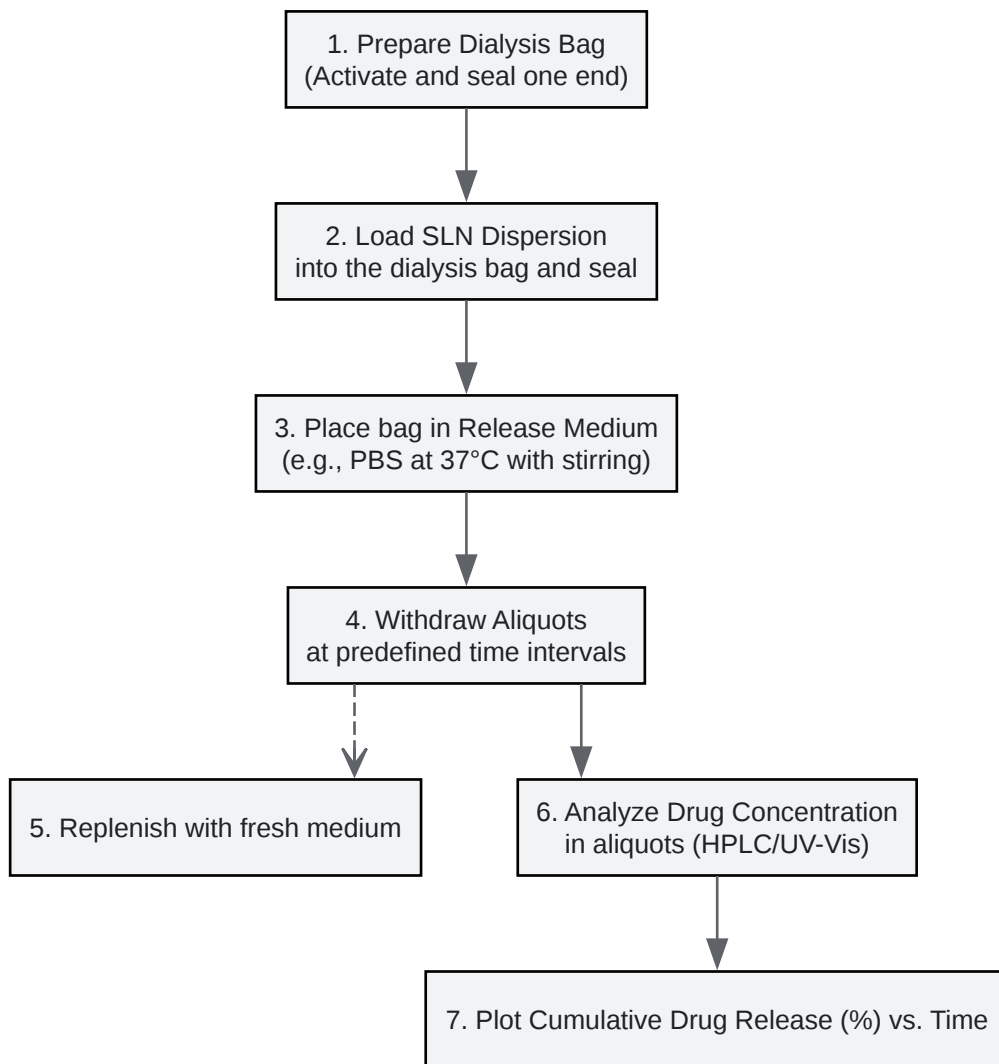 1. Prepare Dialysis Bag
(Activate and seal one end)
2. Load SLN Dispersion
into the dialysis bag and seal
3. Place bag in Release Medium
(e.g., PBS at 37°C with stirring)
4. Withdraw Aliquots
at predefined time intervals
5. Replenish with fresh medium
6. Analyze Drug Concentration
in aliquots (HPLC/UV-Vis)
7. Plot Cumulative Drug Release (%) vs. Time